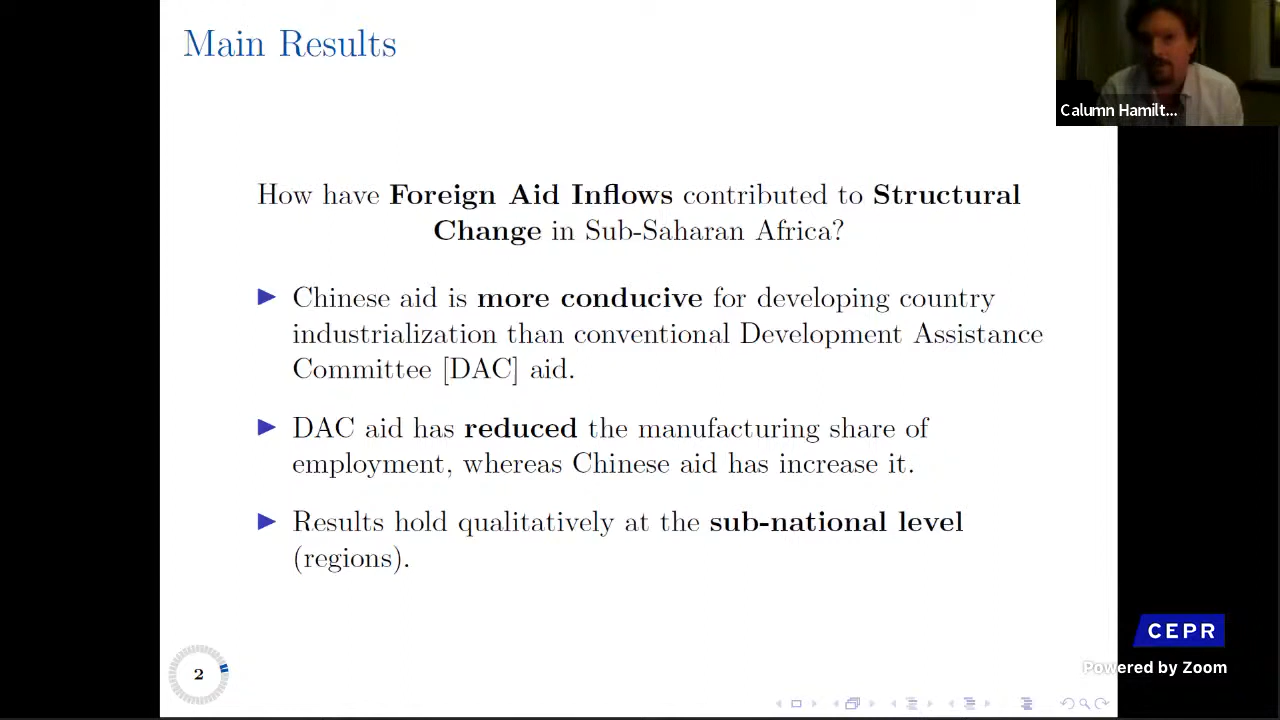 Main Results
Calumn Hamilt...
How have Foreign Aid Inflows contributed to Structural
Change in Sub-Saharan Africa?
Chinese aid is more conducive for developing country
industrialization than conventional Development Assistance
Committee [DAC] aid.
DAC aid has reduced the manufacturing share of
employment, whereas Chinese aid has increase it.
Results hold qualitatively at the sub-national level
(regions).
2
CEPR
Powered by Zoom